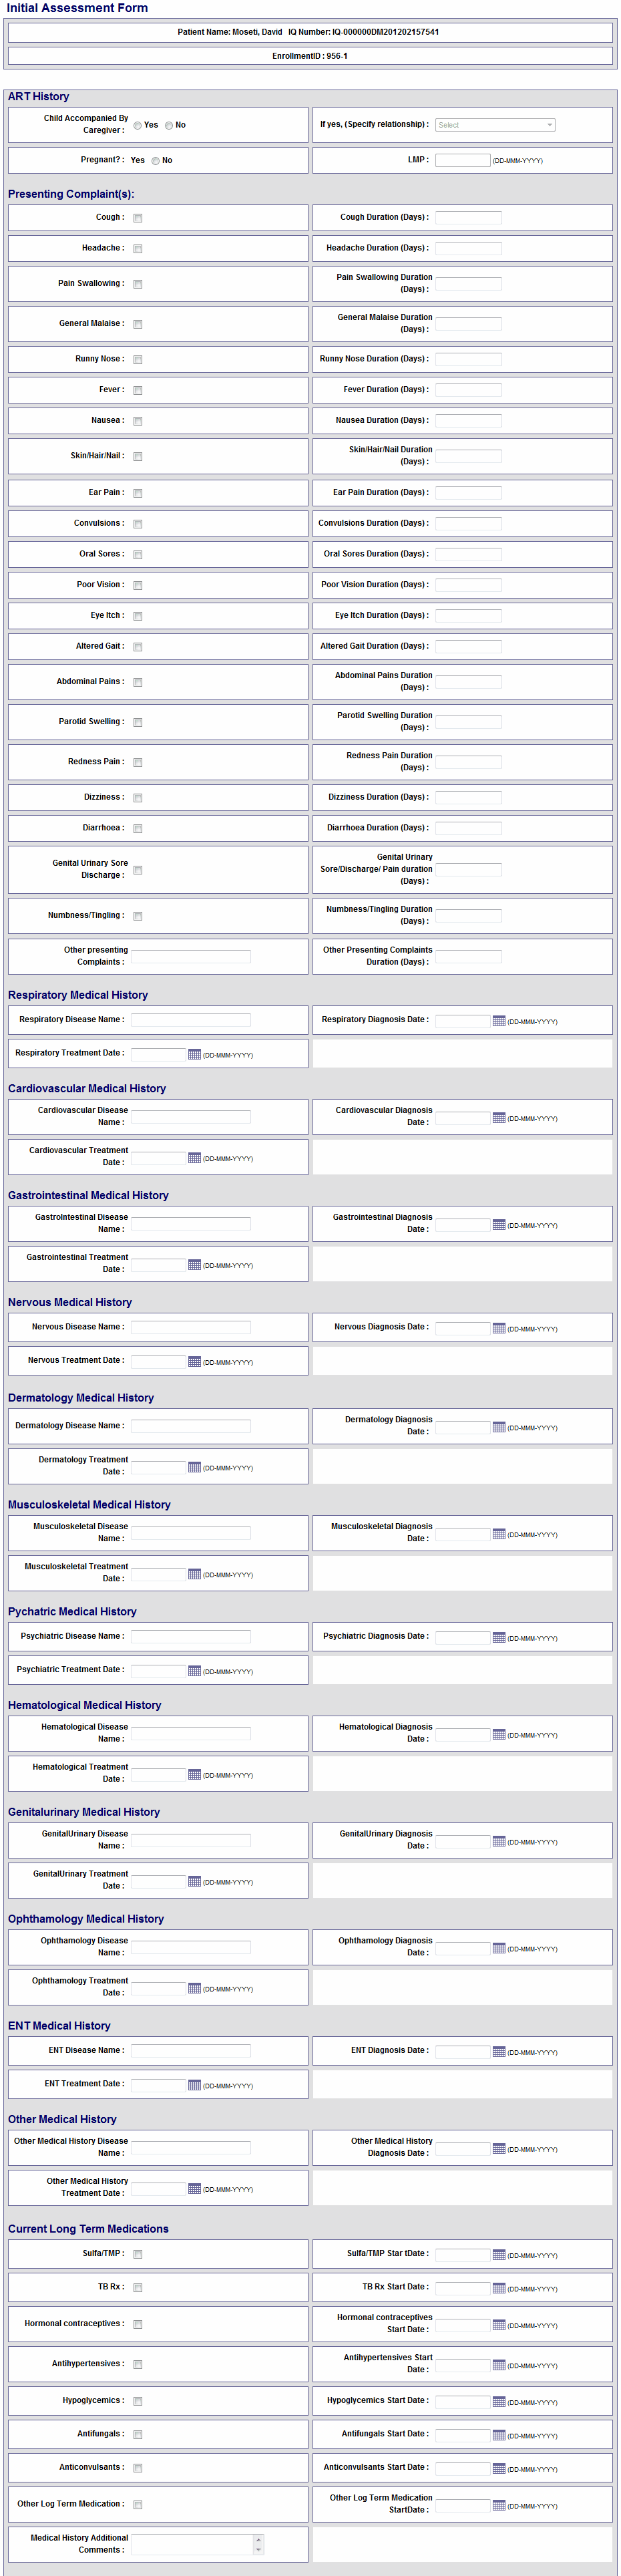 Initial Assessment Form
Patient Name: Moseti, David IQ Number: IQ-000000DM201202157541
EnrollmentID : 956-1
ART History
Child Accompanied By
Caregiver : Yes No
If yes, (Specify relationship) : Select
Pregnant? : Yes No
LMP : (DD-MMM-YYYY)
Presenting Complaint(s):
Cough :
Cough Duration (Days) :
Headache :
Headache Duration (Days) :
Pain Swallowing :
Pain Swallowing Duration
(Days) :
General Malaise :
General Malaise Duration
(Days) :
Runny Nose :
Runny Nose Duration (Days) :
Fever :
Fever Duration (Days) :
Nausea :
Nausea Duration (Days) :
Skin/Hair/Nail :
Skin/Hair/Nail Duration
(Days) :
Ear Pain :
Ear Pain Duration (Days) :
Convulsions :
Convulsions Duration (Days) :
Oral Sores :
Oral Sores Duration (Days) :
Poor Vision :
Poor Vision Duration (Days) :
Eye Itch :
Eye Itch Duration (Days) :
Altered Gait :
Altered Gait Duration (Days) :
Abdominal Pains :
Abdominal Pains Duration
(Days) :
Parotid Swelling :
Parotid Swelling Duration
(Days) :
Redness Pain :
Redness Pain Duration
(Days) :
Dizziness :
Dizziness Duration (Days) :
Diarrhoea :
Diarrhoea Duration (Days) :
Genital Urinary Sore
Discharge :
Genital Urinary
Sore/Discharge/ Pain duration
(Days) :
Numbness/Tingling :
Numbness/Tingling Duration
(Days) :
Other presenting
Complaints :
Other Presenting Complaints
Duration (Days) :
Respiratory Medical History
Respiratory Disease Name :
Respiratory Diagnosis Date : (DD-MMM-YYYY)
Respiratory Treatment Date : (DD-MMM-YYYY)
Cardiovascular Medical History
Cardiovascular Disease
Name :
Cardiovascular Diagnosis
Date : (DD-MMM-YYYY)
Cardiovascular Treatment
Date : (DD-MMM-YYYY)
Gastrointestinal Medical History
GastroIntestinal Disease
Name :
Gastrointestinal Diagnosis
Date : (DD-MMM-YYYY)
Gastrointestinal Treatment
Date : (DD-MMM-YYYY)
Nervous Medical History
Nervous Disease Name :
Nervous Diagnosis Date : (DD-MMM-YYYY)
Nervous Treatment Date : (DD-MMM-YYYY)
Dermatology Medical History
Dermatology Disease Name :
Dermatology Diagnosis
Date : (DD-MMM-YYYY)
Dermatology Treatment
Date : (DD-MMM-YYYY)
Musculoskeletal Medical History
Musculoskeletal Disease
Name :
Musculoskeletal Diagnosis
Date : (DD-MMM-YYYY)
Musculoskeletal Treatment
Date : (DD-MMM-YYYY)
Pychatric Medical History
Psychiatric Disease Name :
Psychiatric Diagnosis Date : (DD-MMM-YYYY)
Psychiatric Treatment Date : (DD-MMM-YYYY)
Hematological Medical History
Hematological Disease
Name :
Hematological Diagnosis
Date : (DD-MMM-YYYY)
Hematological Treatment
Date : (DD-MMM-YYYY)
Genitalurinary Medical History
GenitalUrinary Disease
Name :
GenitalUrinary Diagnosis
Date : (DD-MMM-YYYY)
GenitalUrinary Treatment
Date : (DD-MMM-YYYY)
Ophthamology Medical History
Ophthamology Disease
Name :
Ophthamology Diagnosis
Date : (DD-MMM-YYYY)
Ophthamology Treatment
Date : (DD-MMM-YYYY)
ENT Medical History
ENT Disease Name :
ENT Diagnosis Date : (DD-MMM-YYYY)
ENT Treatment Date : (DD-MMM-YYYY)
Other Medical History
Other Medical History Disease
Name :
Other Medical History
Diagnosis Date : (DD-MMM-YYYY)
Other Medical History
Treatment Date : (DD-MMM-YYYY)
Current Long Term Medications
Sulfa/TMP :
Sulfa/TMP Star tDate : (DD-MMM-YYYY)
TB Rx :
TB Rx Start Date : (DD-MMM-YYYY)
Hormonal contraceptives :
Hormonal contraceptives
Start Date : (DD-MMM-YYYY)
Antihypertensives :
Antihypertensives Start
Date : (DD-MMM-YYYY)
Hypoglycemics :
Hypoglycemics Start Date : (DD-MMM-YYYY)
Antifungals :
Antifungals Start Date : (DD-MMM-YYYY)
Anticonvulsants :
Anticonvulsants Start Date : (DD-MMM-YYYY)
Other Log Term Medication :
Other Log Term Medication
StartDate : (DD-MMM-YYYY)
Medical History Additional
Comments :